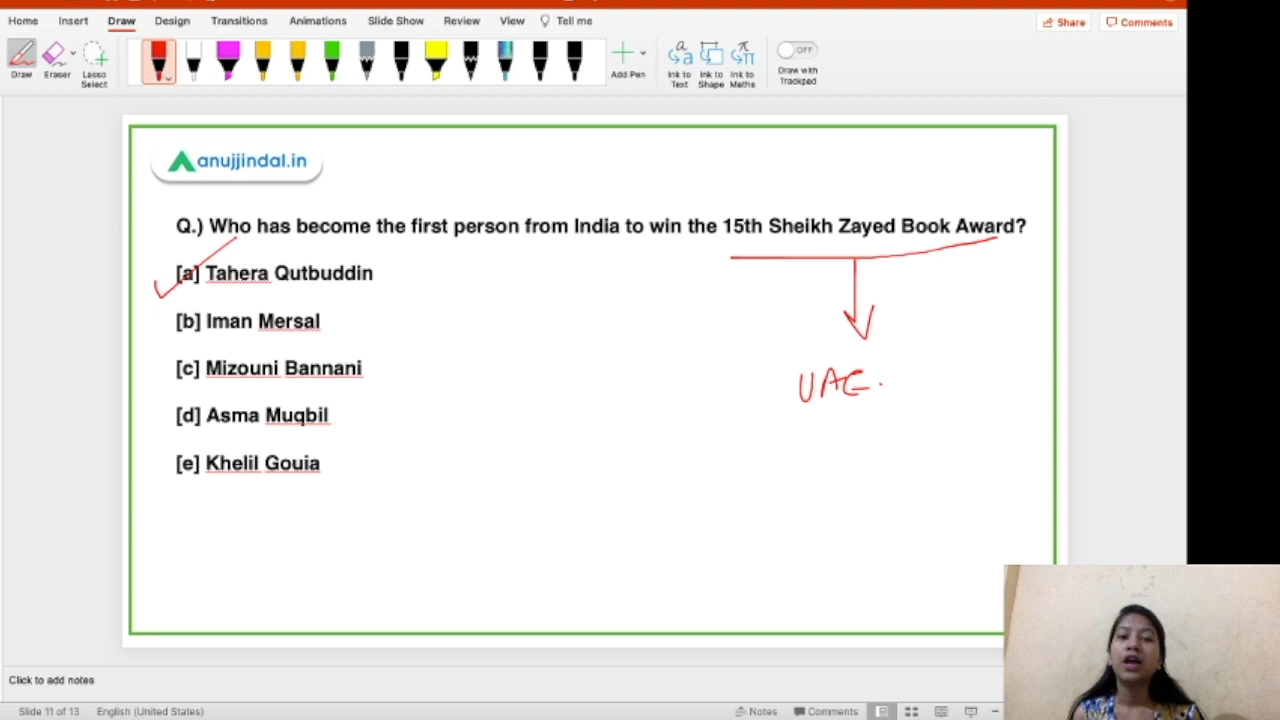 Home Insert Draw Design Transitions Animations Slide Show Review View Tell me Share Comments
Draw Eraser Lasso Select Add Pen Ink to Text Ink to Shape Ink to Maths OFF Draw with Trackpad
anujjindal.in
Q.) Who has become the first person from India to win the 15th Sheikh Zayed Book Award?
[a] Tahera Qutbuddin
[b] Iman Mersal
[c] Mizouni Bannani
UAE.
[d] Asma Muqbil
[e] Khelil Gouia
Click to add notes
Slide 11 of 13 English (United States) Notes Comments